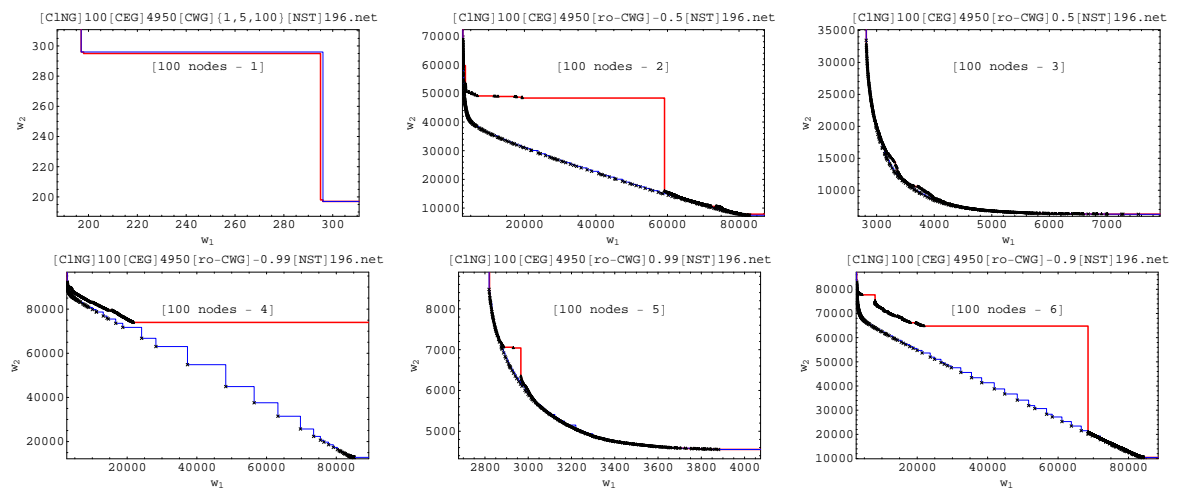 [ClNG]100[CEG]4950[CWG]{1,5,100}[NST]196.net
[100 nodes - 1]
w2
300
280
260
240
220
200
200
220
240
260
280
300
w1
[ClNG]100[CEG]4950[ro-CWG]-0.5[NST]196.net
[100 nodes - 2]
w2
70000
60000
50000
40000
30000
20000
10000
20000
40000
60000
80000
w1
[ClNG]100[CEG]4950[ro-CWG]0.5[NST]196.net
[100 nodes - 3]
w2
35000
30000
25000
20000
15000
10000
3000
4000
5000
6000
7000
w1
[ClNG]100[CEG]4950[ro-CWG]-0.99[NST]196.net
[100 nodes - 4]
w2
80000
60000
40000
20000
20000
40000
60000
80000
w1
[ClNG]100[CEG]4950[ro-CWG]0.99[NST]196.net
[100 nodes - 5]
w2
8000
7000
6000
5000
2800
3000
3200
3400
3600
3800
4000
w1
[ClNG]100[CEG]4950[ro-CWG]-0.9[NST]196.net
[100 nodes - 6]
w2
80000
70000
60000
50000
40000
30000
20000
10000
20000
40000
60000
80000
w1